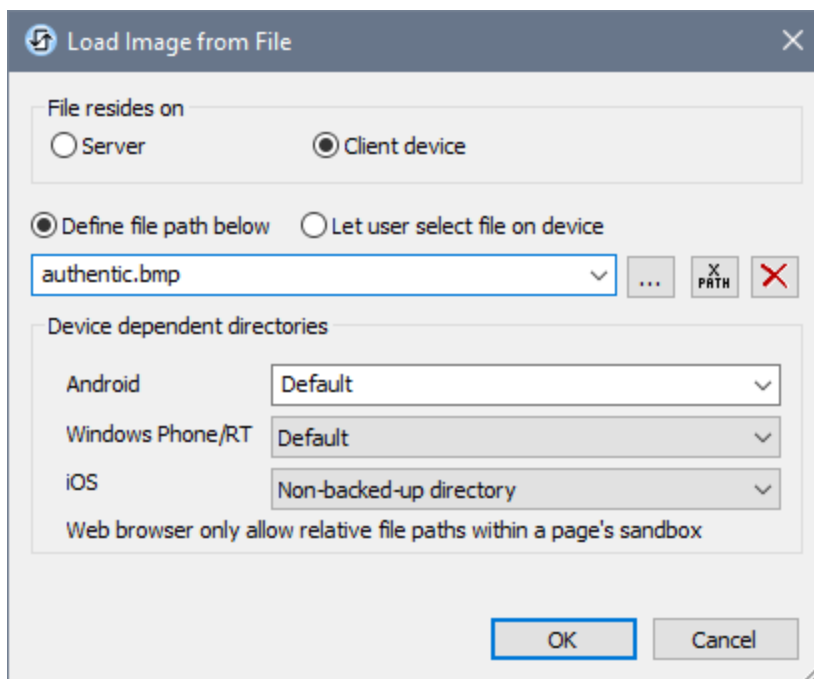 Load Image from File
File resides on
Server Client device
Define file path below Let user select file on device
authentic.bmp ... X PATH
Device dependent directories
Android Default
Windows Phone/RT Default
iOS Non-backed-up directory
Web browser only allow relative file paths within a page's sandbox
OK Cancel